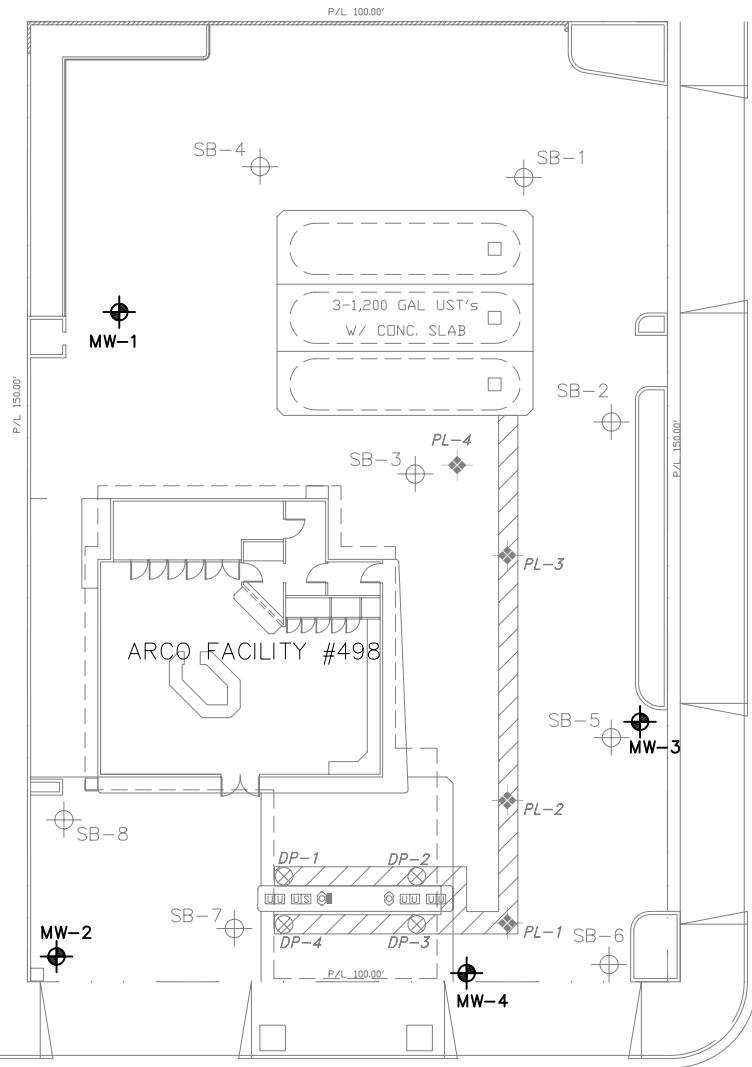 P/L 100.00'
SB-4
SB-1
3-1,200 GAL UST's
W/ CONC. SLAB
MW-1
P/L 150.00'
SB-2
P/L 150.00'
PL-4
SB-3
PL-3
ARCO FACILITY #498
SB-5
MW-3
PL-2
SB-8
DP-1
DP-2
UU
US
UU
UU
SB-7
DP-4
DP-3
PL-1
MW-2
SB-6
P/L 100.00'
MW-4